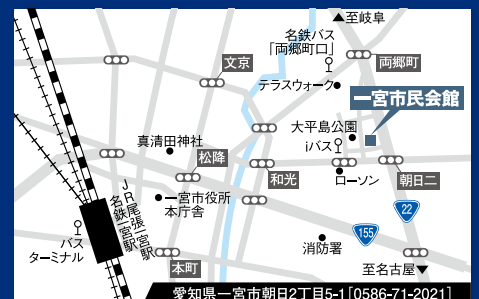 至岐阜
名鉄バス
「両郷町口」
文京
両郷町
テラスウォーク
一宮市民会館
大平島公園
iバス
真清田神社
松降
和光
ローソン
朝日二
一宮市役所
本庁舎
JR尾張一宮駅
名鉄一宮駅
22
155
バス
ターミナル
消防署
本町
至名古屋
愛知県一宮市朝日2丁目5-1[0586-71-2021]